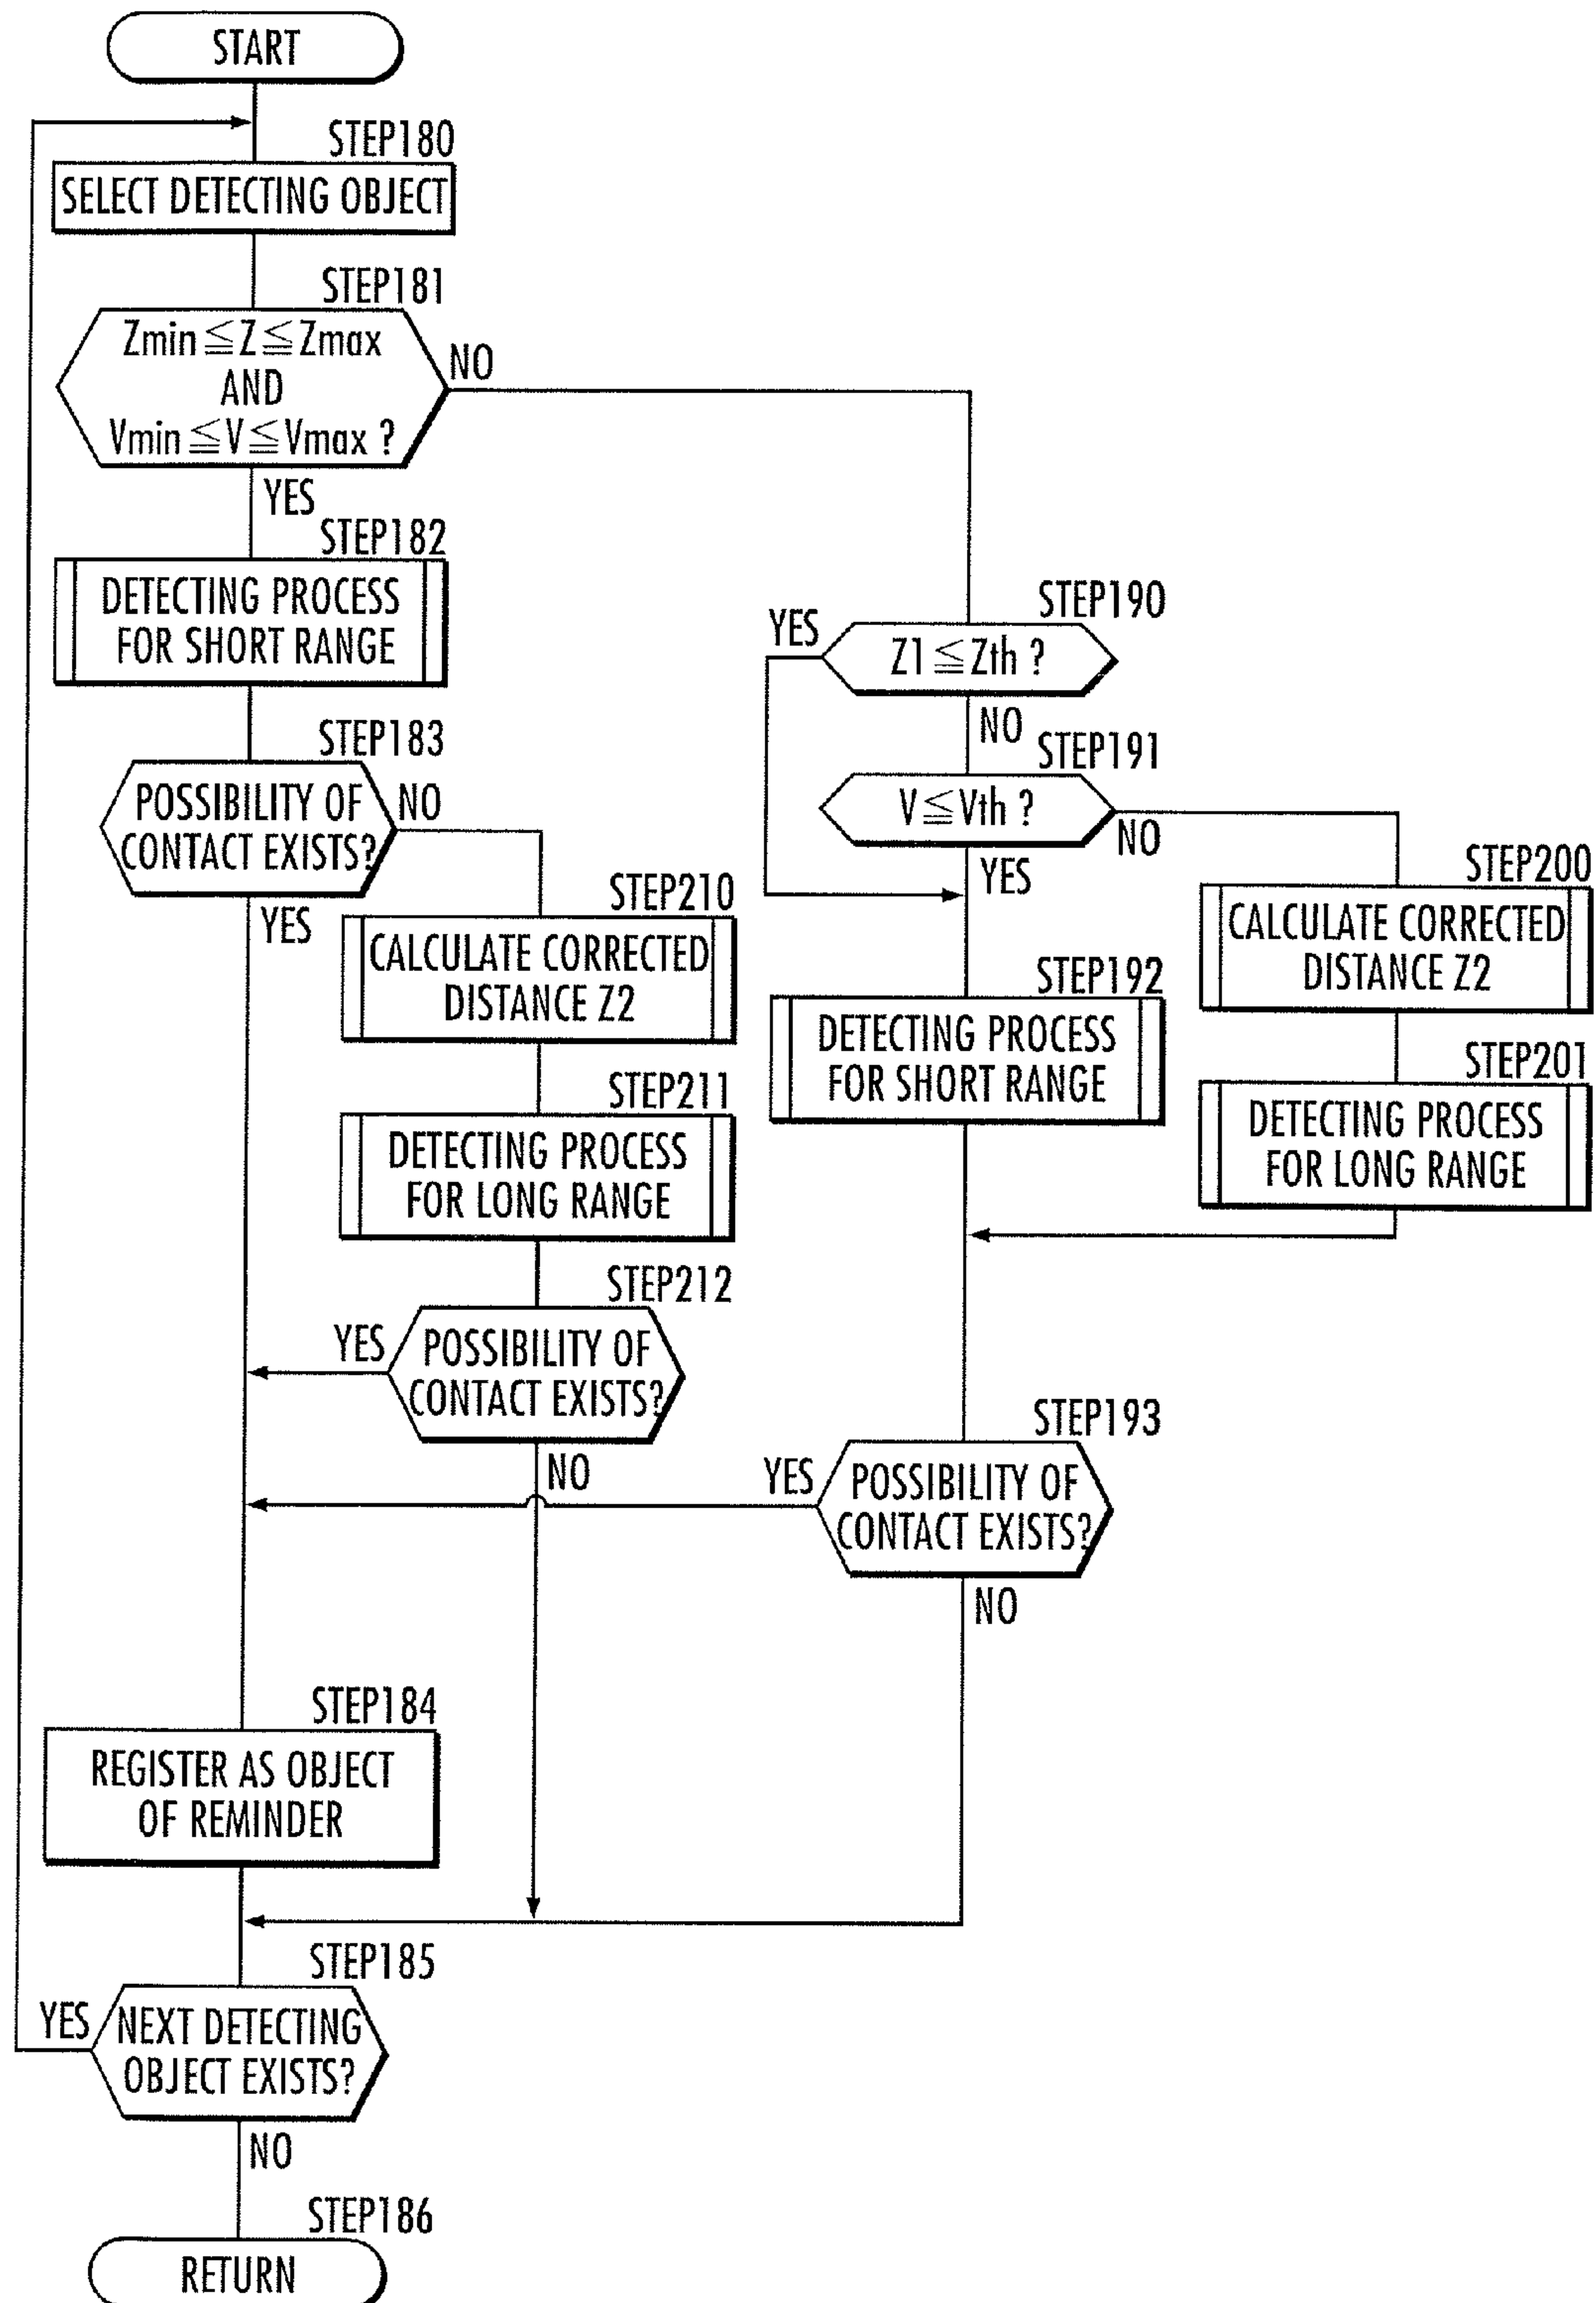 START
STEP180
SELECT DETECTING OBJECT
STEP181
Zmin≦Z≦Zmax
AND
Vmin≦V≦Vmax ?
NO
YES
STEP182
DETECTING PROCESS
FOR SHORT RANGE
STEP183
POSSIBILITY OF
CONTACT EXISTS?
NO
YES
STEP210
CALCULATE CORRECTED
DISTANCE Z2
STEP211
DETECTING PROCESS
FOR LONG RANGE
STEP212
POSSIBILITY OF
CONTACT EXISTS?
YES
NO
STEP190
Z1≦Zth ?
YES
NO
STEP191
V≦Vth ?
NO
YES
STEP192
DETECTING PROCESS
FOR SHORT RANGE
STEP200
CALCULATE CORRECTED
DISTANCE Z2
STEP201
DETECTING PROCESS
FOR LONG RANGE
STEP193
POSSIBILITY OF
CONTACT EXISTS?
YES
NO
STEP184
REGISTER AS OBJECT
OF REMINDER
STEP185
NEXT DETECTING
OBJECT EXISTS?
YES
NO
STEP186
RETURN